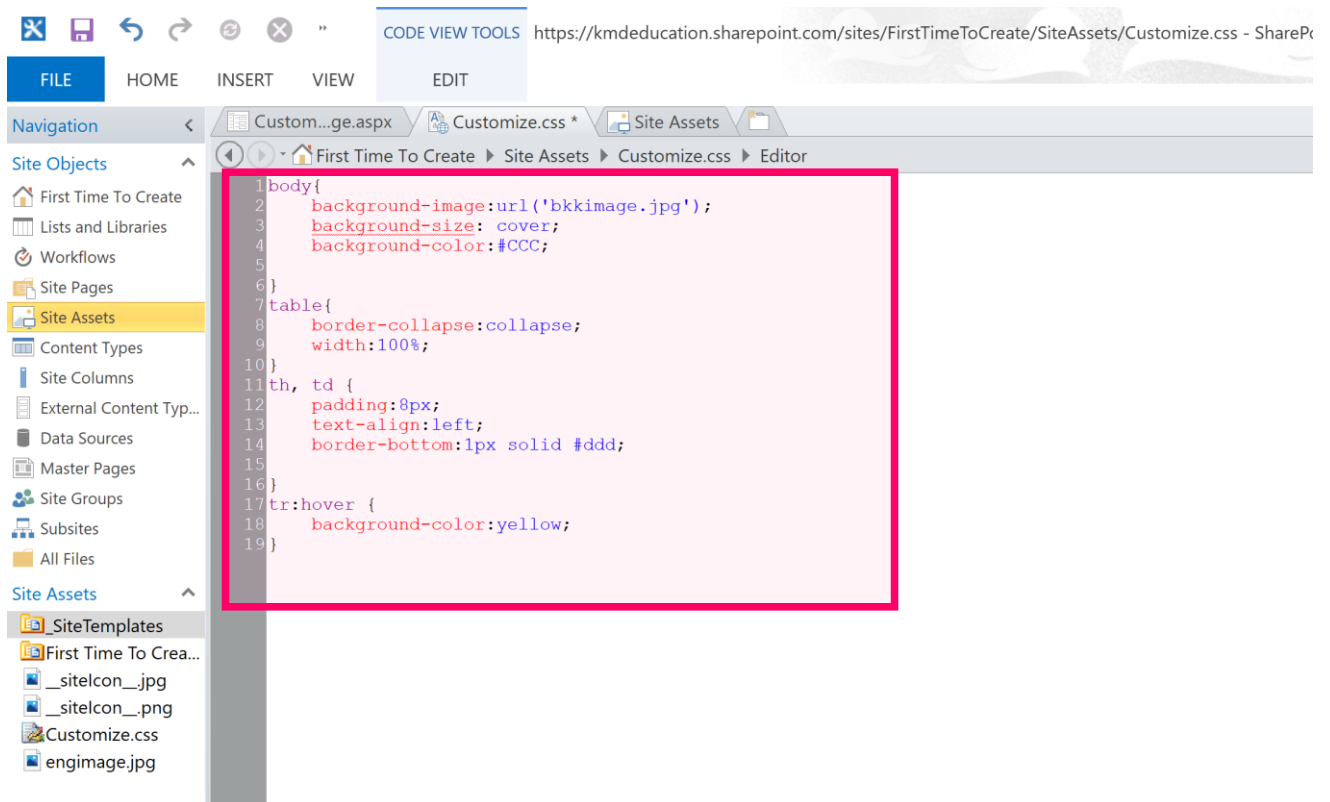 CODE VIEW TOOLS https://kmdeducation.sharepoint.com/sites/FirstTimeToCreate/SiteAssets/Customize.css - SharePo
FILE HOME INSERT VIEW EDIT
Navigation
Custom...ge.aspx Customize.css * Site Assets
First Time To Create Site Assets Customize.css Editor
Site Objects
First Time To Create
Lists and Libraries
Workflows
Site Pages
Site Assets
Content Types
Site Columns
External Content Typ...
Data Sources
Master Pages
Site Groups
Subsites
All Files
Site Assets
_SiteTemplates
First Time To Crea...
__siteIcon__.jpg
__siteIcon__.png
Customize.css
engimage.jpg
1 body{
2 background-image:url('bkkimage.jpg');
3 background-size: cover;
4 background-color:#CCC;
5
6 }
7 table{
8 border-collapse:collapse;
9 width:100%;
10 }
11 th, td {
12 padding:8px;
13 text-align:left;
14 border-bottom:1px solid #ddd;
15
16 }
17 tr:hover {
18 background-color:yellow;
19 }